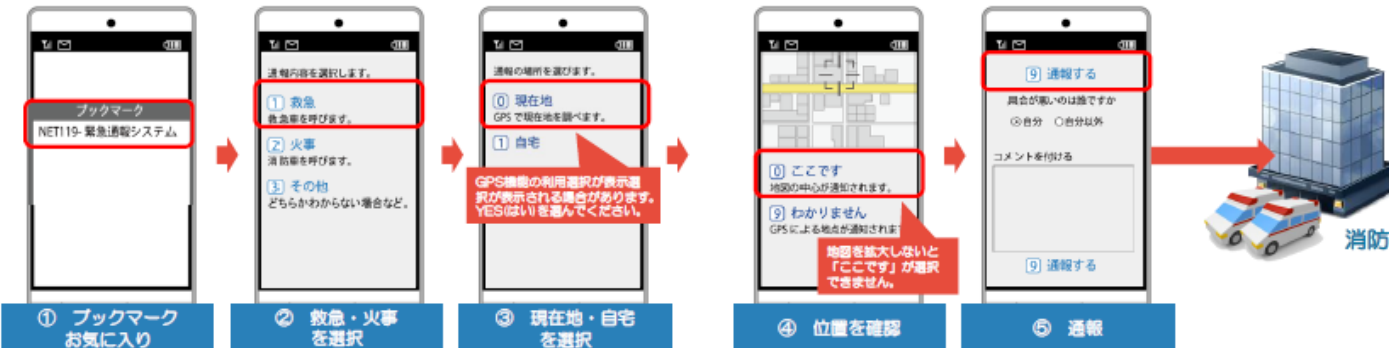 ブックマーク
NET119- 緊急通報システム
① ブックマーク
お気に入り
通報内容を選択します。
1 救急
救急車を呼びます。
2 火事
消防車を呼びます。
3 その他
どちらかわからない場合など。
② 救急・火事
を選択
通報の場所を選びます。
0 現在地
GPSで現在地を調べます。
1 自宅
GPS機能の利用選択が表示選
択が表示される場合があります。
YES(はい)を選んでください。
③ 現在地・自宅
を選択
0 ここです
地図の中心が通知されます。
9 わかりません
GPSによる地点が通知されま
地図を拡大しないと
「ここです」が選択
できません。
④ 位置を確認
9 通報する
具合が悪いのは誰ですか
自分 自分以外
コメントを付ける
9 通報する
⑤ 通報
消防